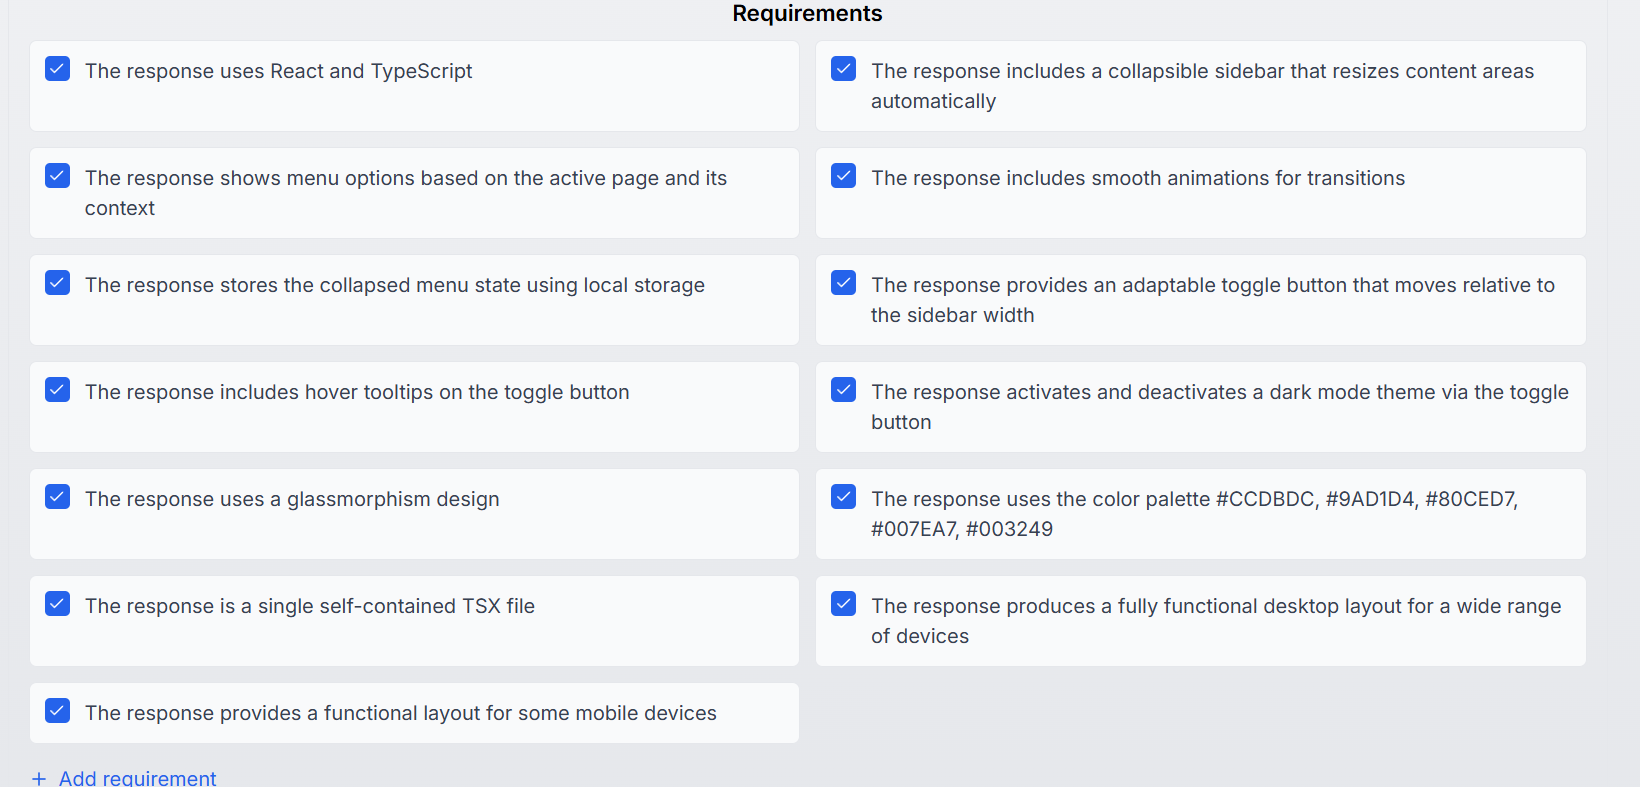 Requirements
The response uses React and TypeScript
The response includes a collapsible sidebar that resizes content areas
automatically
The response shows menu options based on the active page and its
context
The response includes smooth animations for transitions
The response stores the collapsed menu state using local storage
The response provides an adaptable toggle button that moves relative to
the sidebar width
The response includes hover tooltips on the toggle button
The response activates and deactivates a dark mode theme via the toggle
button
The response uses a glassmorphism design
The response uses the color palette #CCDBDC, #9AD1D4, #80CED7,
#007EA7, #003249
The response is a single self-contained TSX file
The response produces a fully functional desktop layout for a wide range
of devices
The response provides a functional layout for some mobile devices
+ Add requirement